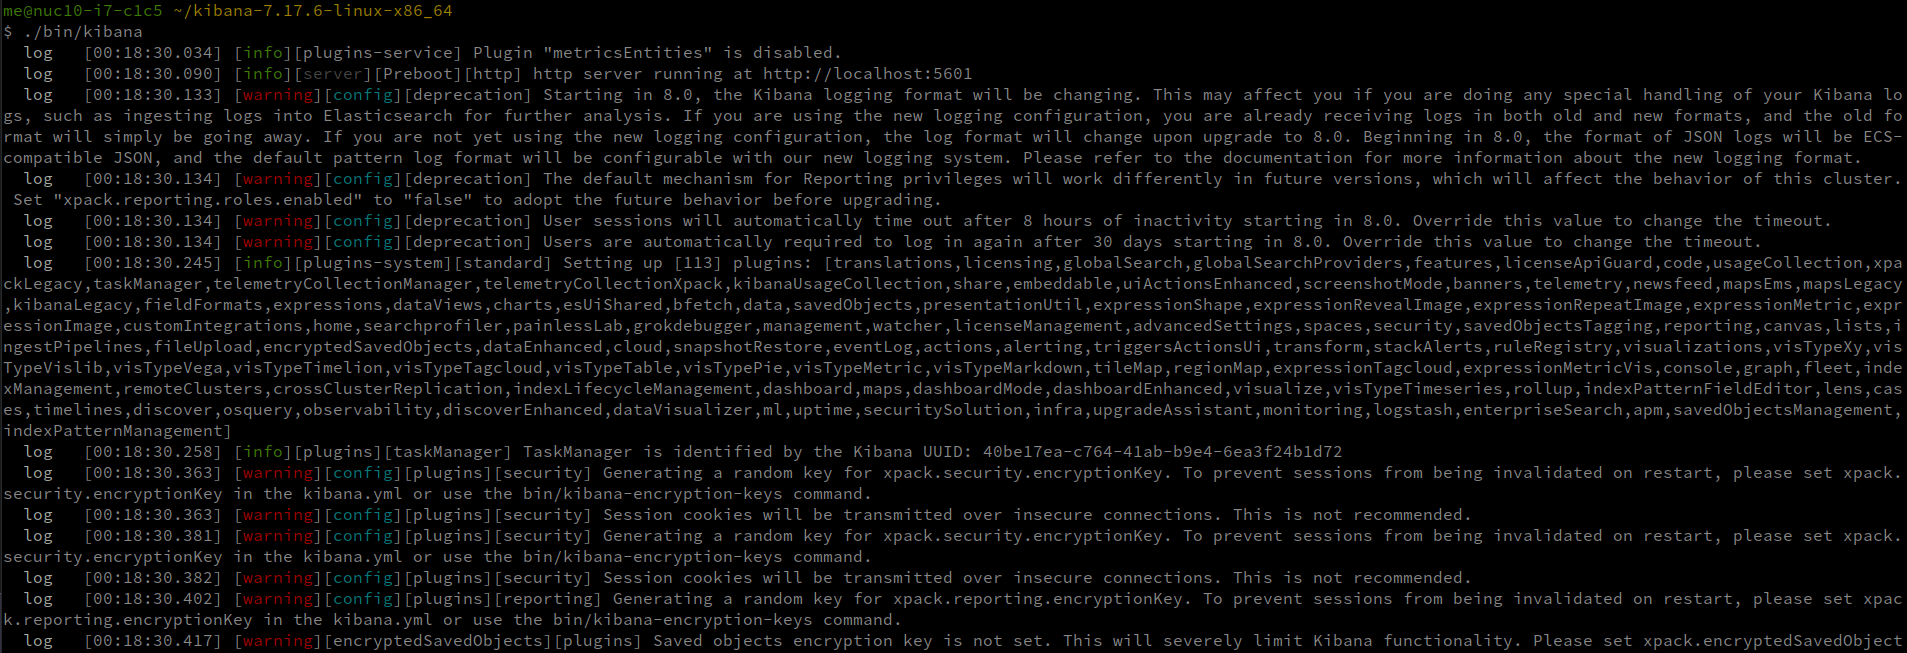 me@nuc10-i7-c1c5 ~/kibana-7.17.6-linux-x86_64
$ ./bin/kibana
  log   [00:18:30.034] [info][plugins-service] Plugin "metricsEntities" is disabled.
  log   [00:18:30.090] [info][server][Preboot][http] http server running at http://localhost:5601
  log   [00:18:30.133] [warning][config][deprecation] Starting in 8.0, the Kibana logging format will be changing. This may affect you if you are doing any special handling of your Kibana lo
gs, such as ingesting logs into Elasticsearch for further analysis. If you are using the new logging configuration, you are already receiving logs in both old and new formats, and the old fo
rmat will simply be going away. If you are not yet using the new logging configuration, the log format will change upon upgrade to 8.0. Beginning in 8.0, the format of JSON logs will be ECS-
compatible JSON, and the default pattern log format will be configurable with our new logging system. Please refer to the documentation for more information about the new logging format.
  log   [00:18:30.134] [warning][config][deprecation] The default mechanism for Reporting privileges will work differently in future versions, which will affect the behavior of this cluster.
 Set "xpack.reporting.roles.enabled" to "false" to adopt the future behavior before upgrading.
  log   [00:18:30.134] [warning][config][deprecation] User sessions will automatically time out after 8 hours of inactivity starting in 8.0. Override this value to change the timeout.
  log   [00:18:30.134] [warning][config][deprecation] Users are automatically required to log in again after 30 days starting in 8.0. Override this value to change the timeout.
  log   [00:18:30.245] [info][plugins-system][standard] Setting up [113] plugins: [translations,licensing,globalSearch,globalSearchProviders,features,licenseApiGuard,code,usageCollection,xpa
ckLegacy,taskManager,telemetryCollectionManager,telemetryCollectionXpack,kibanaUsageCollection,share,embeddable,uiActionsEnhanced,screenshotMode,banners,telemetry,newsfeed,mapsEms,mapsLegacy
,kibanaLegacy,fieldFormats,expressions,dataViews,charts,esUiShared,bfetch,data,savedObjects,presentationUtil,expressionShape,expressionRevealImage,expressionRepeatImage,expressionMetric,expr
essionImage,customIntegrations,home,searchprofiler,painlessLab,grokdebugger,management,watcher,licenseManagement,advancedSettings,spaces,security,savedObjectsTagging,reporting,canvas,lists,i
ngestPipelines,fileUpload,encryptedSavedObjects,dataEnhanced,cloud,snapshotRestore,eventLog,actions,alerting,triggersActionsUi,transform,stackAlerts,ruleRegistry,visualizations,visTypeXy,vis
TypeVislib,visTypeVega,visTypeTimelion,visTypeTagcloud,visTypeTable,visTypePie,visTypeMetric,visTypeMarkdown,tileMap,regionMap,expressionTagcloud,expressionMetricVis,console,graph,fleet,inde
xManagement,remoteClusters,crossClusterReplication,indexLifecycleManagement,dashboard,maps,dashboardMode,dashboardEnhanced,visualize,visTypeTimeseries,rollup,indexPatternFieldEditor,lens,cas
es,timelines,discover,osquery,observability,discoverEnhanced,dataVisualizer,ml,uptime,securitySolution,infra,upgradeAssistant,monitoring,logstash,enterpriseSearch,apm,savedObjectsManagement,
indexPatternManagement]
  log   [00:18:30.258] [info][plugins][taskManager] TaskManager is identified by the Kibana UUID: 40be17ea-c764-41ab-b9e4-6ea3f24b1d72
  log   [00:18:30.363] [warning][config][plugins][security] Generating a random key for xpack.security.encryptionKey. To prevent sessions from being invalidated on restart, please set xpack.
security.encryptionKey in the kibana.yml or use the bin/kibana-encryption-keys command.
  log   [00:18:30.363] [warning][config][plugins][security] Session cookies will be transmitted over insecure connections. This is not recommended.
  log   [00:18:30.381] [warning][config][plugins][security] Generating a random key for xpack.security.encryptionKey. To prevent sessions from being invalidated on restart, please set xpack.
security.encryptionKey in the kibana.yml or use the bin/kibana-encryption-keys command.
  log   [00:18:30.382] [warning][config][plugins][security] Session cookies will be transmitted over insecure connections. This is not recommended.
  log   [00:18:30.402] [warning][config][plugins][reporting] Generating a random key for xpack.reporting.encryptionKey. To prevent sessions from being invalidated on restart, please set xpac
k.reporting.encryptionKey in the kibana.yml or use the bin/kibana-encryption-keys command.
  log   [00:18:30.417] [warning][encryptedSavedObjects][plugins] Saved objects encryption key is not set. This will severely limit Kibana functionality. Please set xpack.encryptedSavedObject